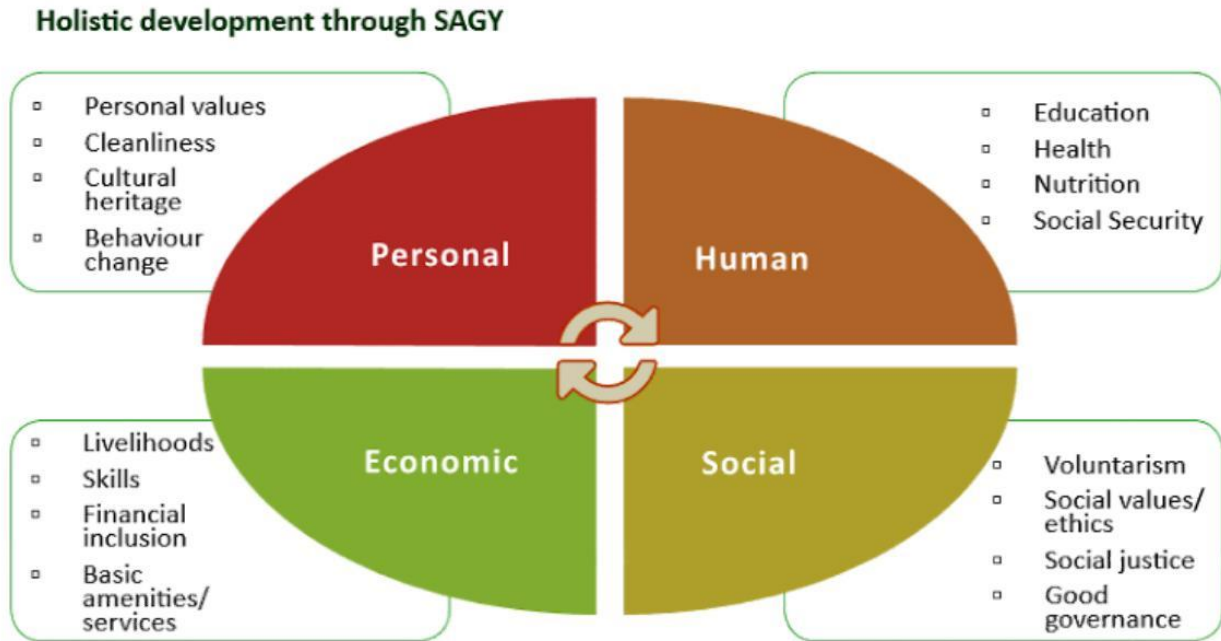 Holistic development through SAGY
Personal values
Cleanliness
Cultural
heritage
Behaviour
change
Personal
Human
Education
Health
Nutrition
Social Security
Livelihoods
Skills
Financial
inclusion
Basic
amenities/
services
Economic
Social
Voluntarism
Social values/
ethics
Social justice
Good
governance